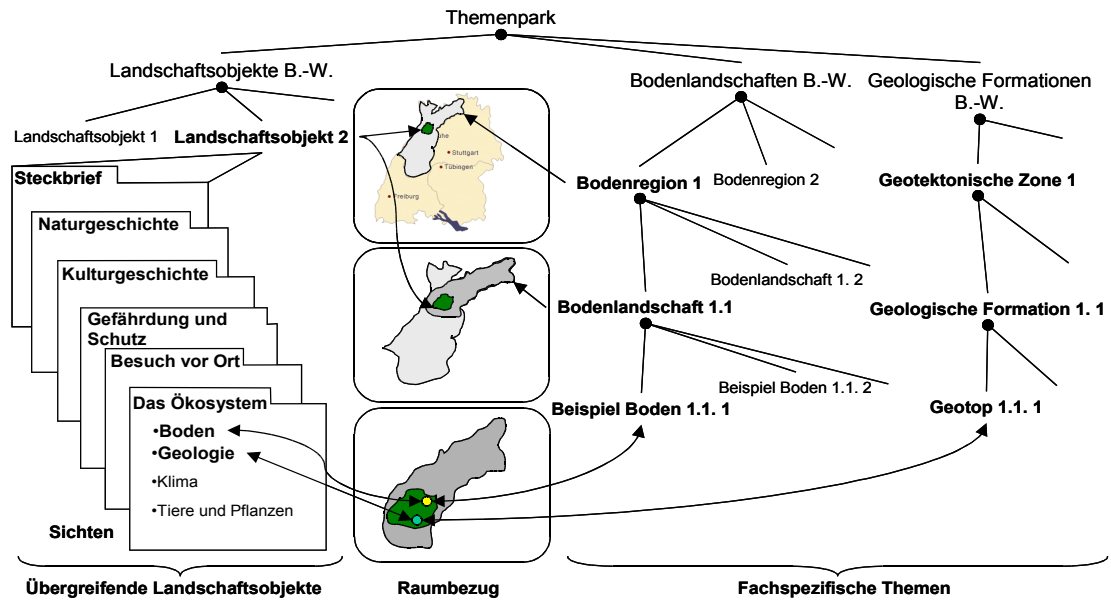 Themenpark
Landschaftsobjekte B.-W.
Bodenlandschaften B.-W.
Geologische Formationen
B.-W.
Landschaftsobjekt 1
Landschaftsobjekt 2
uhe
Stuttgart
Tübingen
Freiburg
Bodenregion 1
Bodenregion 2
Geotektonische Zone 1
Steckbrief
Naturgeschichte
Kulturgeschichte
Gefährdung und
Schutz
Besuch vor Ort
Das Ökosystem
•Boden
•Geologie
•Klima
•Tiere und Pflanzen
Sichten
Bodenlandschaft 1. 2
Bodenlandschaft 1.1
Geologische Formation 1. 1
Beispiel Boden 1.1. 2
Beispiel Boden 1.1. 1
Geotop 1.1. 1
Übergreifende Landschaftsobjekte
Raumbezug
Fachspezifische Themen